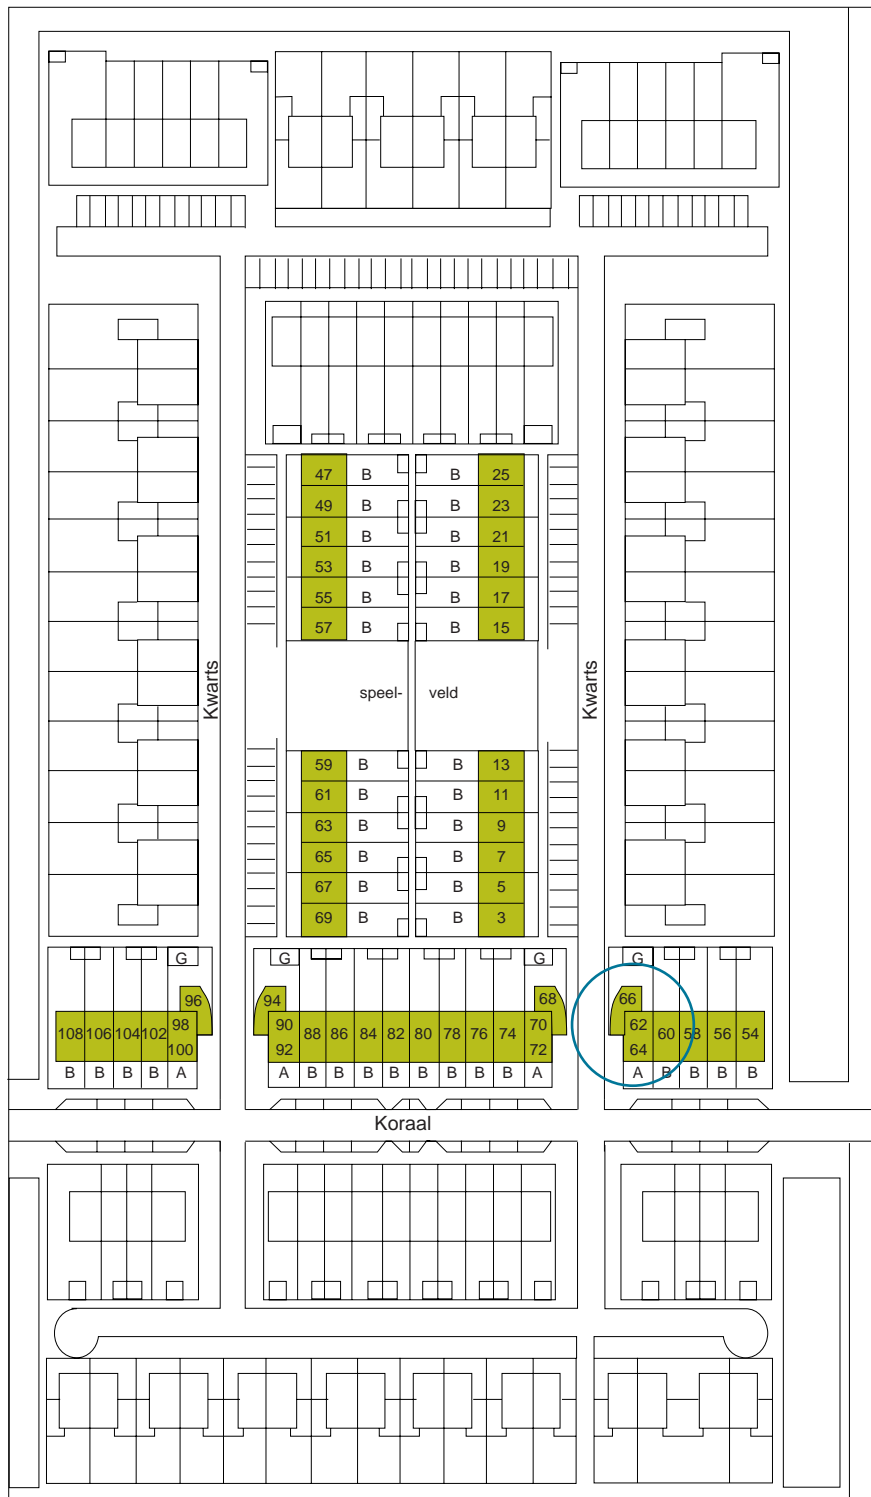 47 B B 25
49 B B 23
51 B B 21
53 B B 19
55 B B 17
57 B B 15
Kwarts
speel- veld
Kwarts
59 B B 13
61 B B 11
63 B B 9
65 B B 7
67 B B 5
69 B B 3
G G G G
96 94 68 66
108 106 104 102 98 90 88 86 84 82 80 78 76 74 70 62 60 58 56 54
100 92 72 64
B B B B A A B B B B B B B B A A B B B B
Koraal